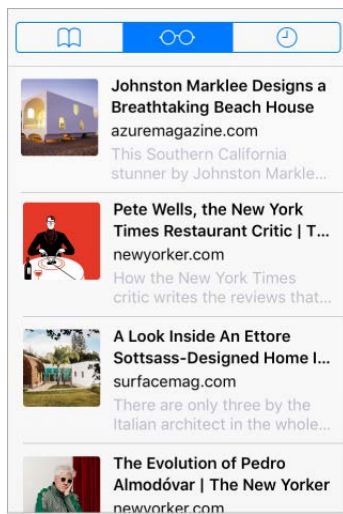 Johnston Marklee Designs a
Breathtaking Beach House
azuremagazine.com
This Southern California
stunner by Johnston Markle...
Pete Wells, the New York
Times Restaurant Critic | T...
newyorker.com
How the New York Times
critic writes the reviews that...
A Look Inside An Ettore
Sottsass-Designed Home I...
surfacemag.com
There are only three by the
Italian architect in the whole...
The Evolution of Pedro
Almodóvar | The New Yorker
newyorker.com